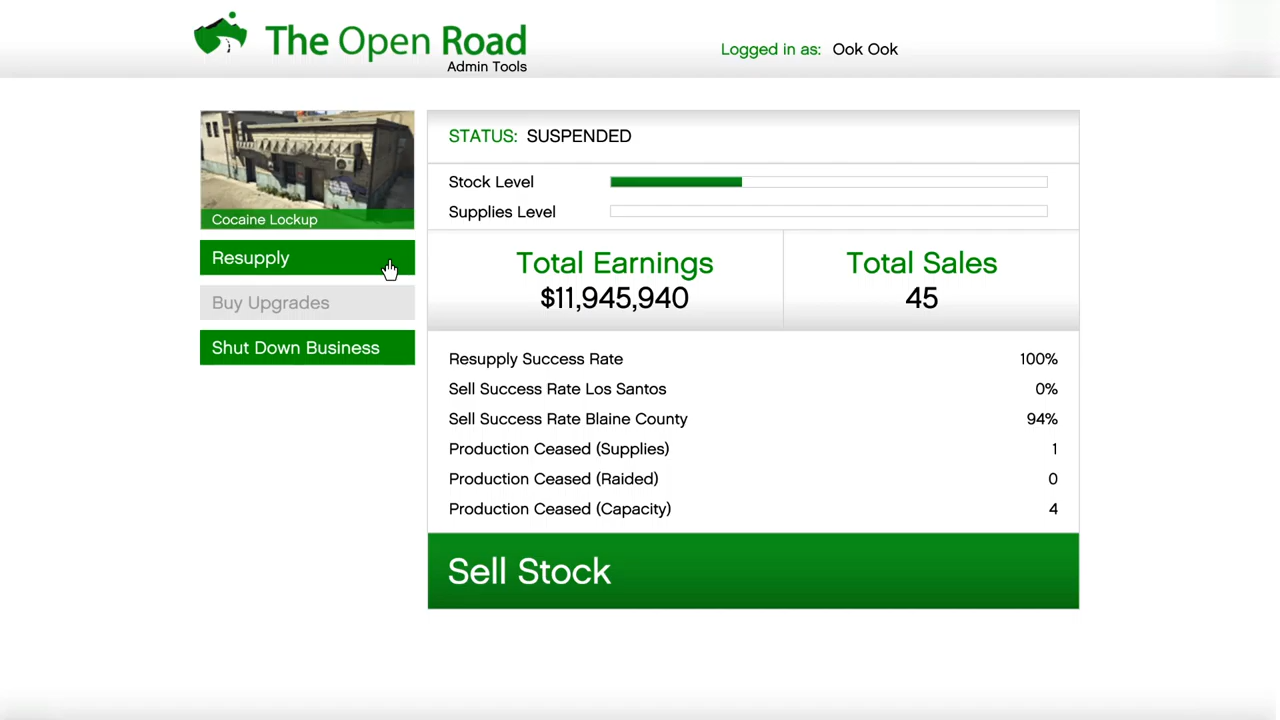 The Open Road
Admin Tools
Logged in as: Ook Ook
Cocaine Lockup
Resupply
Buy Upgrades
Shut Down Business
STATUS: SUSPENDED
Stock Level
Supplies Level
Total Earnings
$11,945,940
Total Sales
45
Resupply Success Rate 100%
Sell Success Rate Los Santos 0%
Sell Success Rate Blaine County 94%
Production Ceased (Supplies) 1
Production Ceased (Raided) 0
Production Ceased (Capacity) 4
Sell Stock